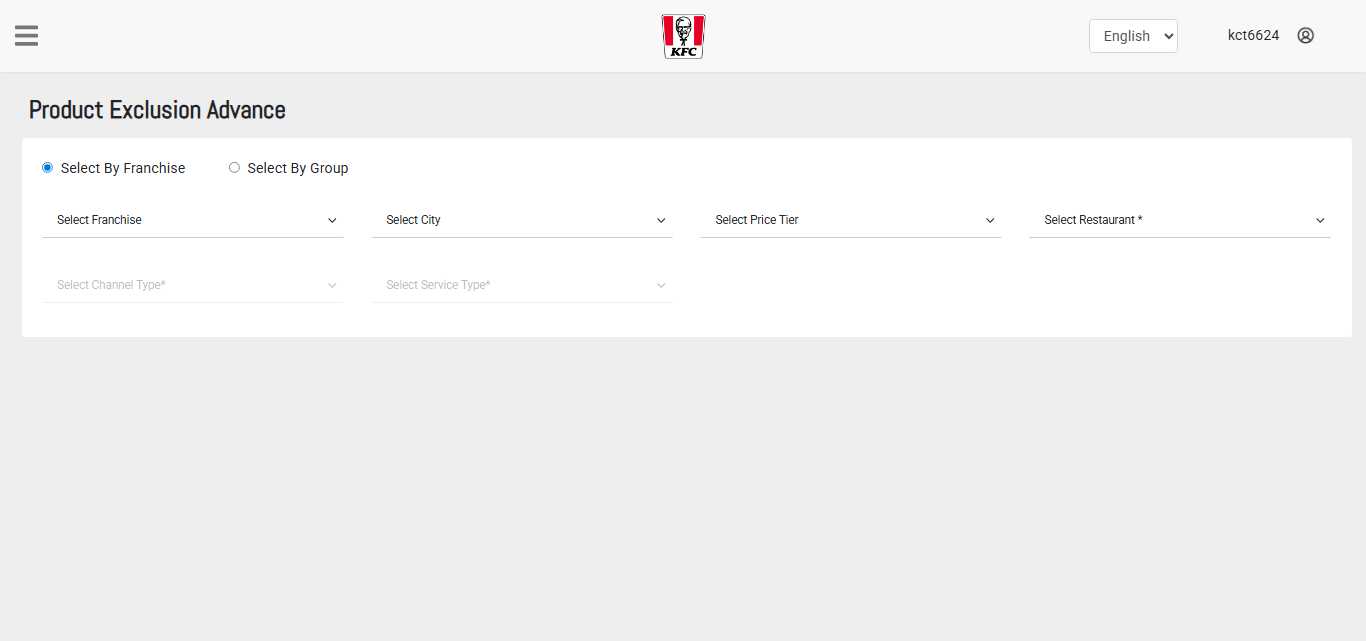 KFC
English
kct6624
Product Exclusion Advance
Select By Franchise Select By Group
Select Franchise Select City Select Price Tier Select Restaurant *
Select Channel Type* Select Service Type*